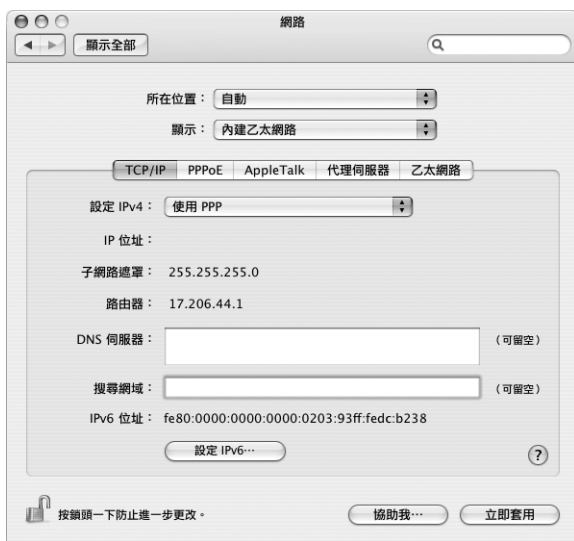 網路
顯示全部
所在位置： 自動
顯示： 內建乙太網路
TCP/IP PPPoE AppleTalk 代理伺服器 乙太網路
設定 IPv4： 使用 PPP
IP 位址：
子網路遮罩： 255.255.255.0
路由器： 17.206.44.1
DNS 伺服器： （可留空）
搜尋網域： （可留空）
IPv6 位址： fe80:0000:0000:0000:0203:93ff:fedc:b238
設定 IPv6⋯
?
按鎖頭一下防止進一步更改。
協助我⋯ 立即套用